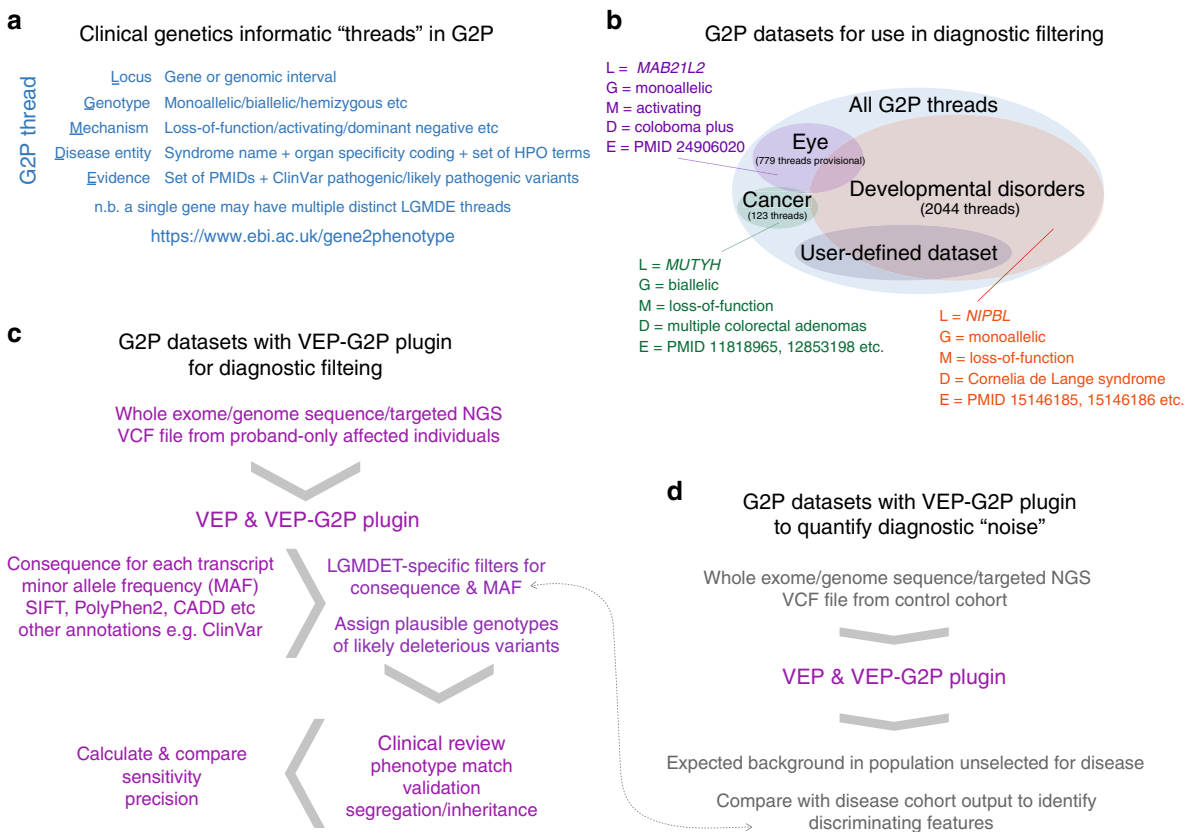 a
Clinical genetics informatic “threads” in G2P
G2P thread
Locus Gene or genomic interval
Genotype Monoallelic/biallelic/hemizygous etc
Mechanism Loss-of-function/activating/dominant negative etc
Disease entity Syndrome name + organ specificity coding + set of HPO terms
Evidence Set of PMIDs + ClinVar pathogenic/likely pathogenic variants
n.b. a single gene may have multiple distinct LGMDE threads
https://www.ebi.ac.uk/gene2phenotype
b
G2P datasets for use in diagnostic filtering
L = MAB21L2
G = monoallelic
M = activating
D = coloboma plus
E = PMID 24906020
All G2P threads
Eye
(779 threads provisional)
Cancer
(123 threads)
Developmental disorders
(2044 threads)
User-defined dataset
L = MUTYH
G = biallelic
M = loss-of-function
D = multiple colorectal adenomas
E = PMID 11818965, 12853198 etc.
L = NIPBL
G = monoallelic
M = loss-of-function
D = Cornelia de Lange syndrome
E = PMID 15146185, 15146186 etc.
c
G2P datasets with VEP-G2P plugin
for diagnostic filteing
Whole exome/genome sequence/targeted NGS
VCF file from proband-only affected individuals
VEP & VEP-G2P plugin
Consequence for each transcript
minor allele frequency (MAF)
SIFT, PolyPhen2, CADD etc
other annotations e.g. ClinVar
LGMDET-specific filters for
consequence & MAF
Assign plausible genotypes
of likely deleterious variants
Clinical review
phenotype match
validation
segregation/inheritance
Calculate & compare
sensitivity
precision
d
G2P datasets with VEP-G2P plugin
to quantify diagnostic “noise”
Whole exome/genome sequence/targeted NGS
VCF file from control cohort
VEP & VEP-G2P plugin
Expected background in population unselected for disease
Compare with disease cohort output to identify
discriminating features